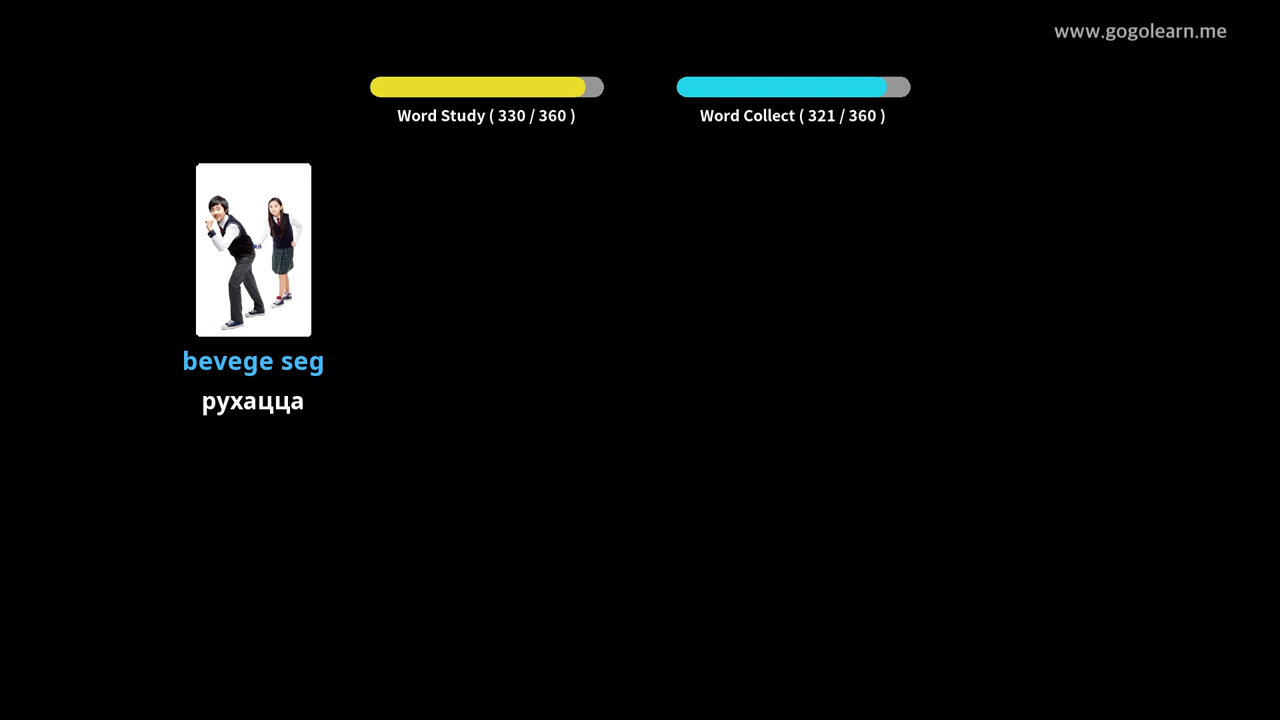 www.gogolearn.me
Word Study ( 330 / 360 )
Word Collect ( 321 / 360 )
bevege seg
рухацца